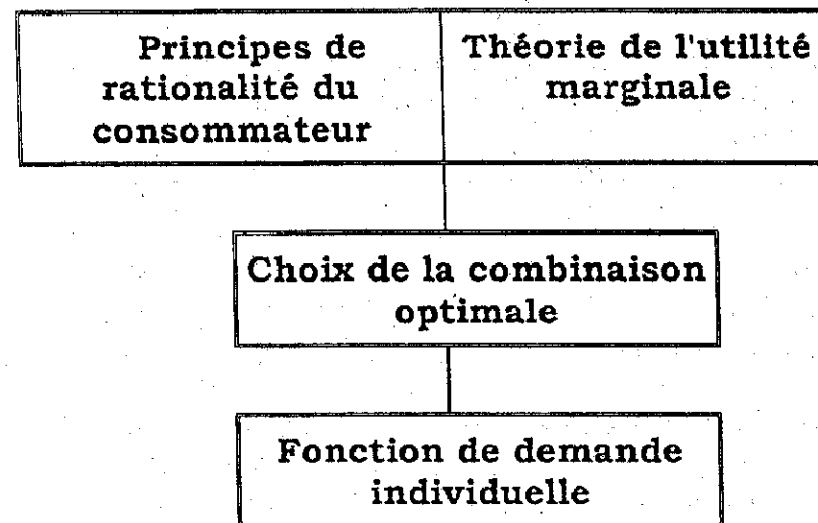 Principes de
rationalité du
consommateur
Théorie de l'utilité
marginale
Choix de la combinaison
optimale
Fonction de demande
individuelle